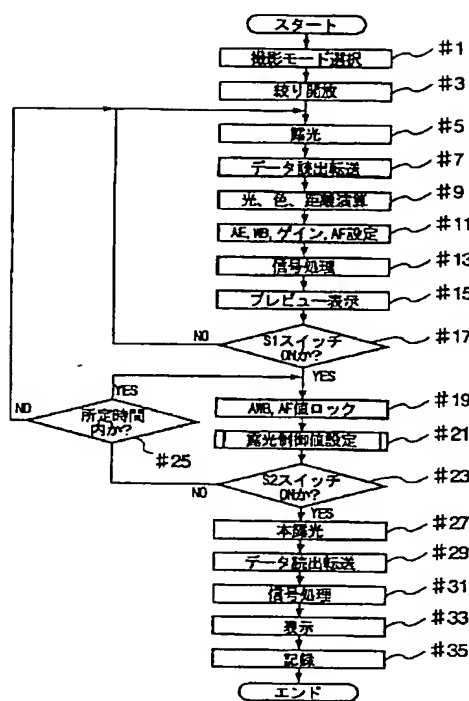 スタート
撮影モード選択 #1
絞り開放 #3
露光 #5
データ読出転送 #7
光、色、距離演算 #9
AE,WB,ゲイン,AF設定 #11
信号処理 #13
プレビュー表示 #15
NO
S1スイッチ
ONか?
#17
YES
YES
NO
所定時間
内か?
#25
AWB,AF値ロック #19
露光制御値設定 #21
NO
S2スイッチ
ONか?
#23
YES
本露光 #27
データ読出転送 #29
信号処理 #31
表示 #33
記録 #35
エンド